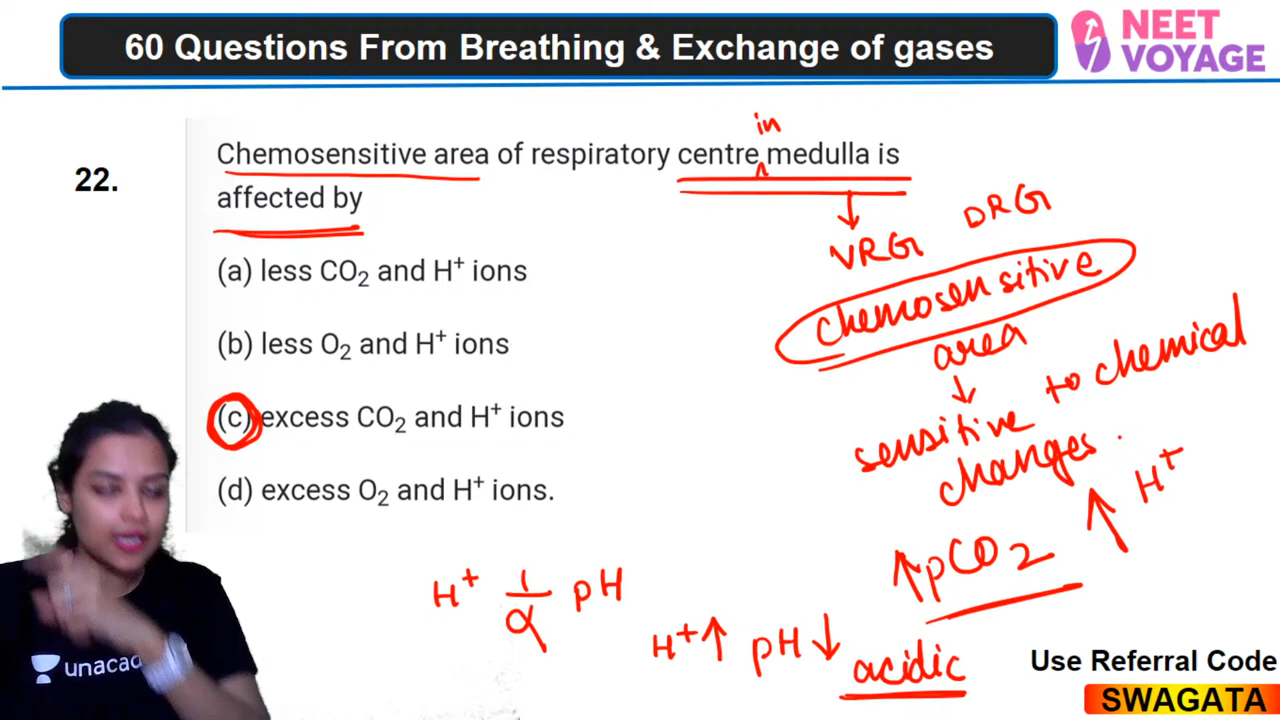 60 Questions From Breathing & Exchange of gases
NEET
VOYAGE
22.
in
Chemosensitive area of respiratory centre ^ medulla is
affected by
(a) less CO₂ and H⁺ ions
(b) less O₂ and H⁺ ions
(c) excess CO₂ and H⁺ ions
(d) excess O₂ and H⁺ ions.
↓
VRG DRG
chemosensitive
area
↓
sensitive to chemical
changes.
↑pCO₂ ↑ H⁺
H⁺ 1/α pH
H⁺↑ pH↓ acidic
unacad
Use Referral Code
SWAGATA